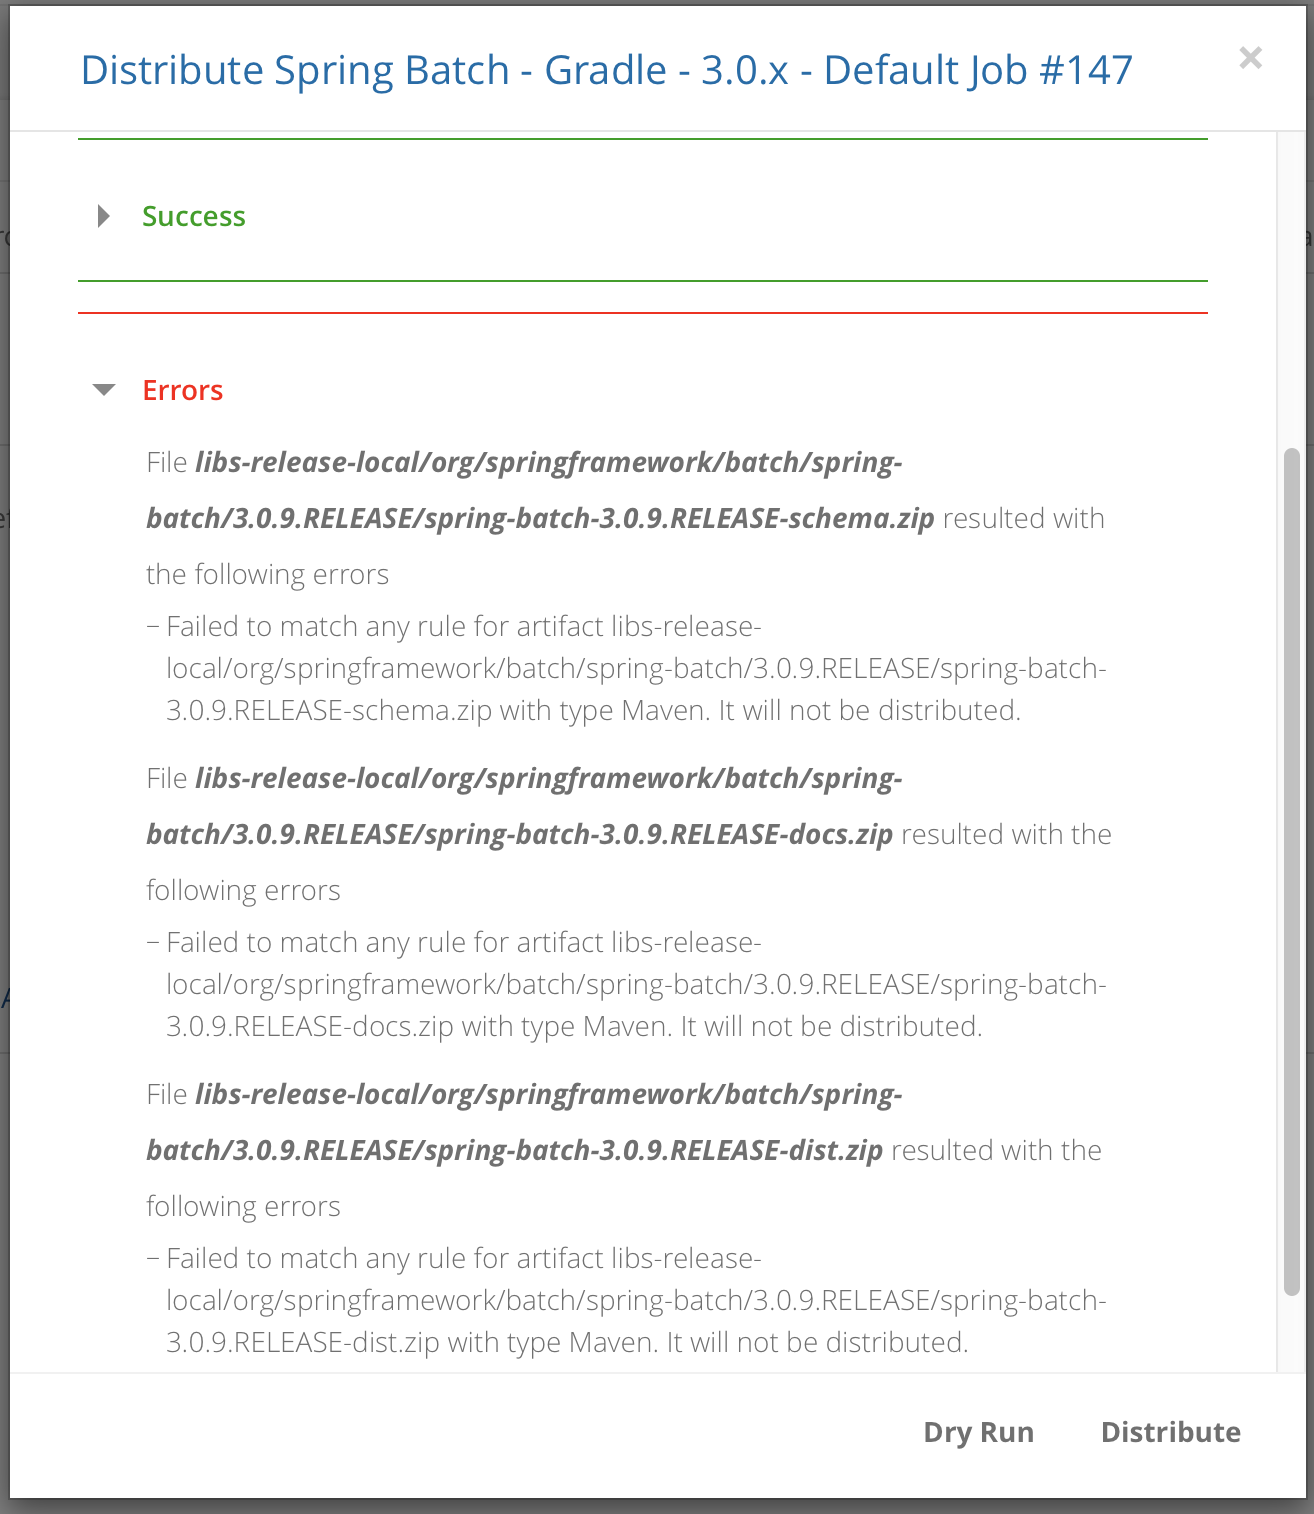 Distribute Spring Batch - Gradle - 3.0.x - Default Job #147
×
Success
Errors
File libs-release-local/org/springframework/batch/spring-
batch/3.0.9.RELEASE/spring-batch-3.0.9.RELEASE-schema.zip resulted with
the following errors
– Failed to match any rule for artifact libs-release-
local/org/springframework/batch/spring-batch/3.0.9.RELEASE/spring-batch-
3.0.9.RELEASE-schema.zip with type Maven. It will not be distributed.
File libs-release-local/org/springframework/batch/spring-
batch/3.0.9.RELEASE/spring-batch-3.0.9.RELEASE-docs.zip resulted with the
following errors
– Failed to match any rule for artifact libs-release-
local/org/springframework/batch/spring-batch/3.0.9.RELEASE/spring-batch-
3.0.9.RELEASE-docs.zip with type Maven. It will not be distributed.
File libs-release-local/org/springframework/batch/spring-
batch/3.0.9.RELEASE/spring-batch-3.0.9.RELEASE-dist.zip resulted with the
following errors
– Failed to match any rule for artifact libs-release-
local/org/springframework/batch/spring-batch/3.0.9.RELEASE/spring-batch-
3.0.9.RELEASE-dist.zip with type Maven. It will not be distributed.
Dry Run Distribute